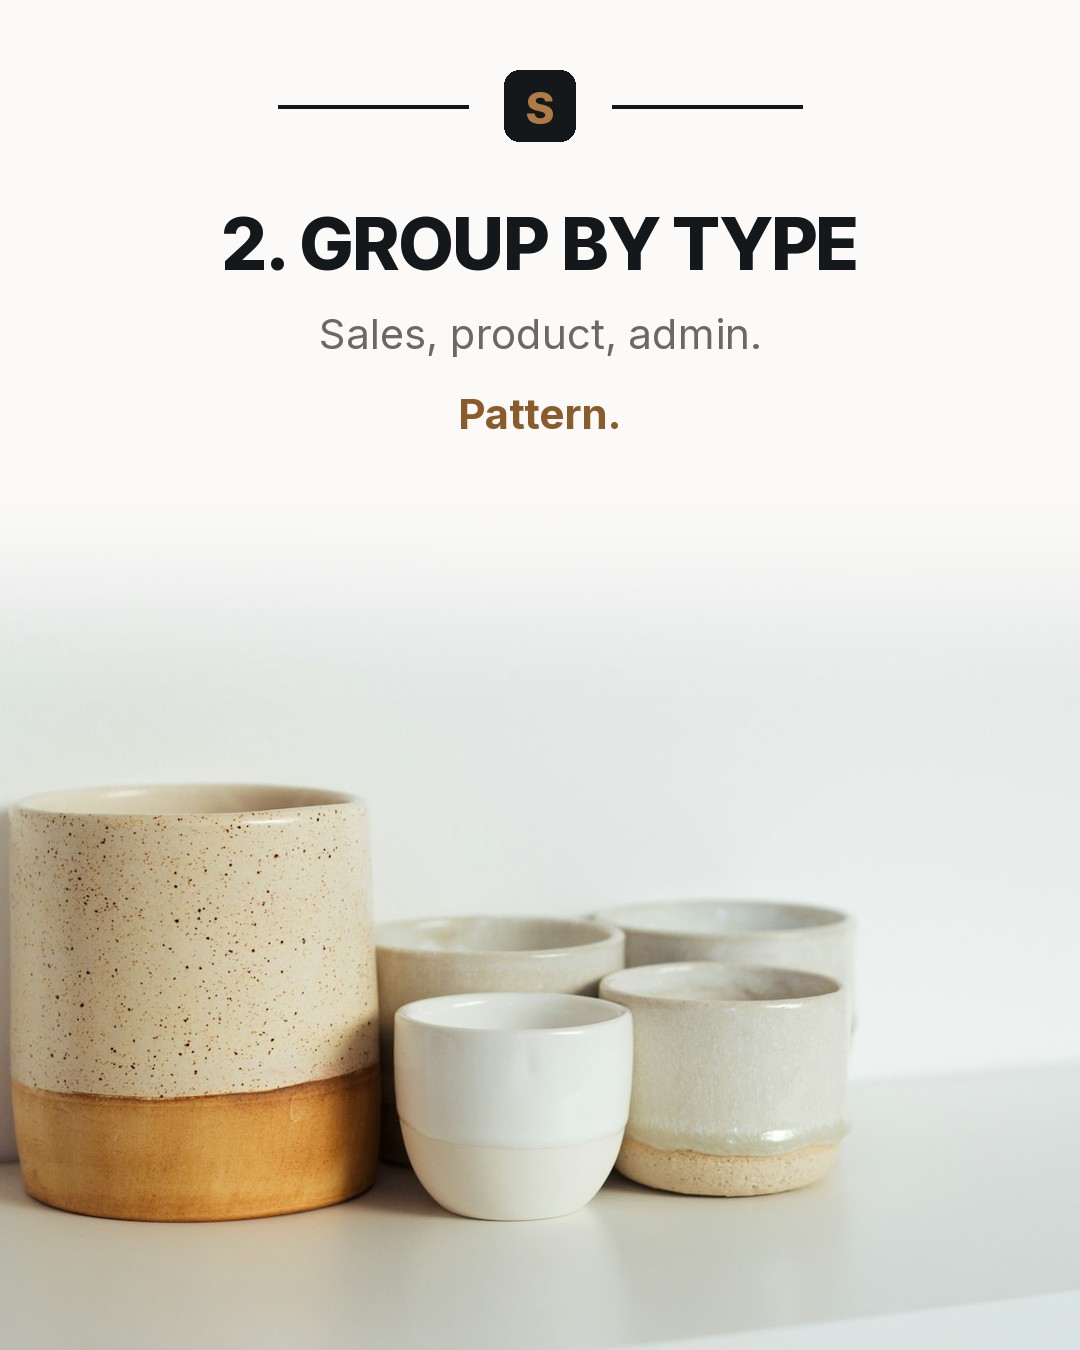 S
2. GROUP BY TYPE
Sales, product, admin.
Pattern.